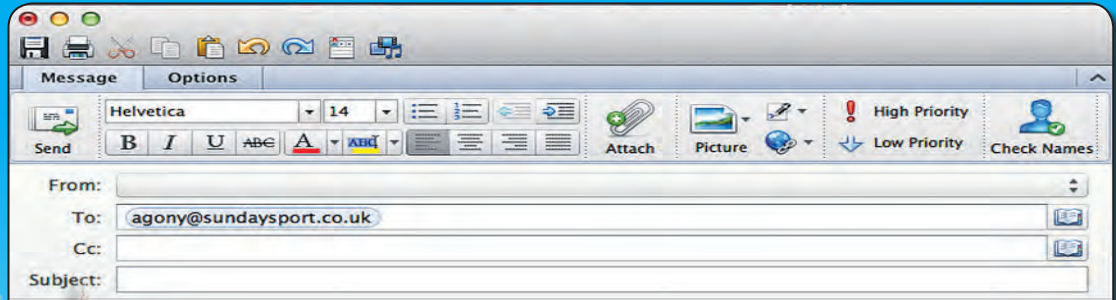 Message Options
Helvetica 14
High Priority
B I U ABC A ABC
Send Attach Picture Low Priority Check Names
From:
To: agony@sundaysport.co.uk
Cc:
Subject: